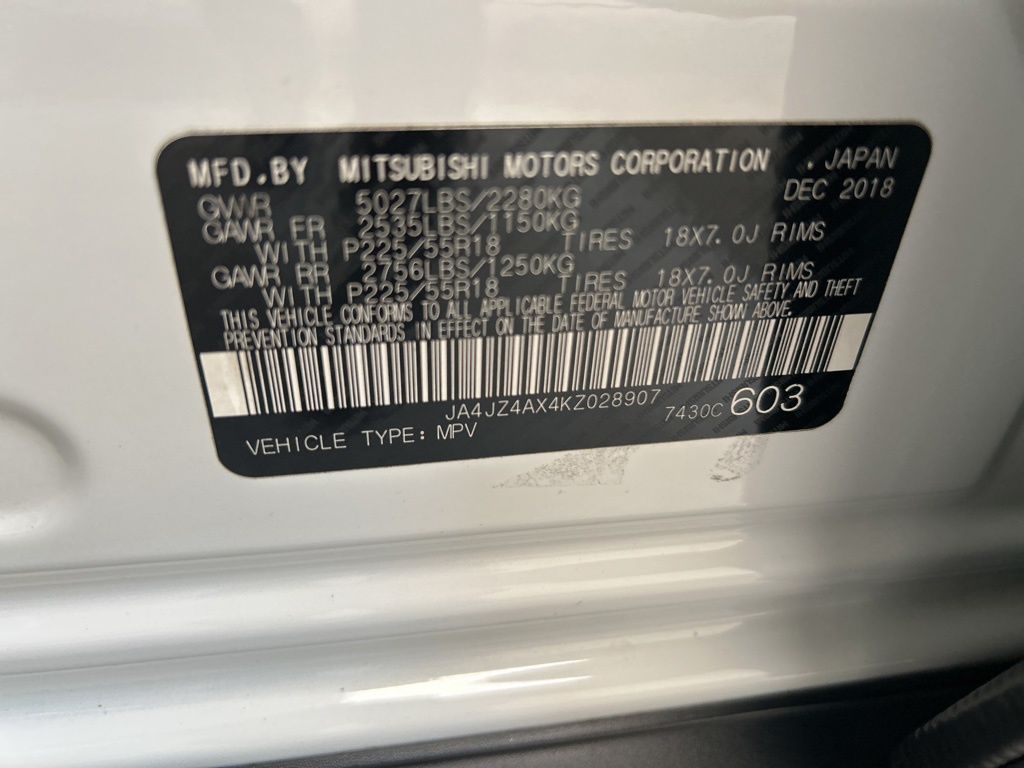 MFD.BY MITSUBISHI MOTORS CORPORATION . JAPAN
DEC 2018
GVWR 5027LBS/2280KG
GAWR FR 2535LBS/1150KG
WITH P225/55R18 TIRES 18X7.0J RIMS
GAWR RR 2756LBS/1250KG
WITH P225/55R18 TIRES 18X7.0J RIMS
THIS VEHICLE CONFORMS TO ALL APPLICABLE FEDERAL MOTOR VEHICLE SAFETY AND THEFT
PREVENTION STANDARDS IN EFFECT ON THE DATE OF MANUFACTURE SHOWN ABOVE.
JA4JZ4AX4KZ028907 7430C 603
VEHICLE TYPE: MPV